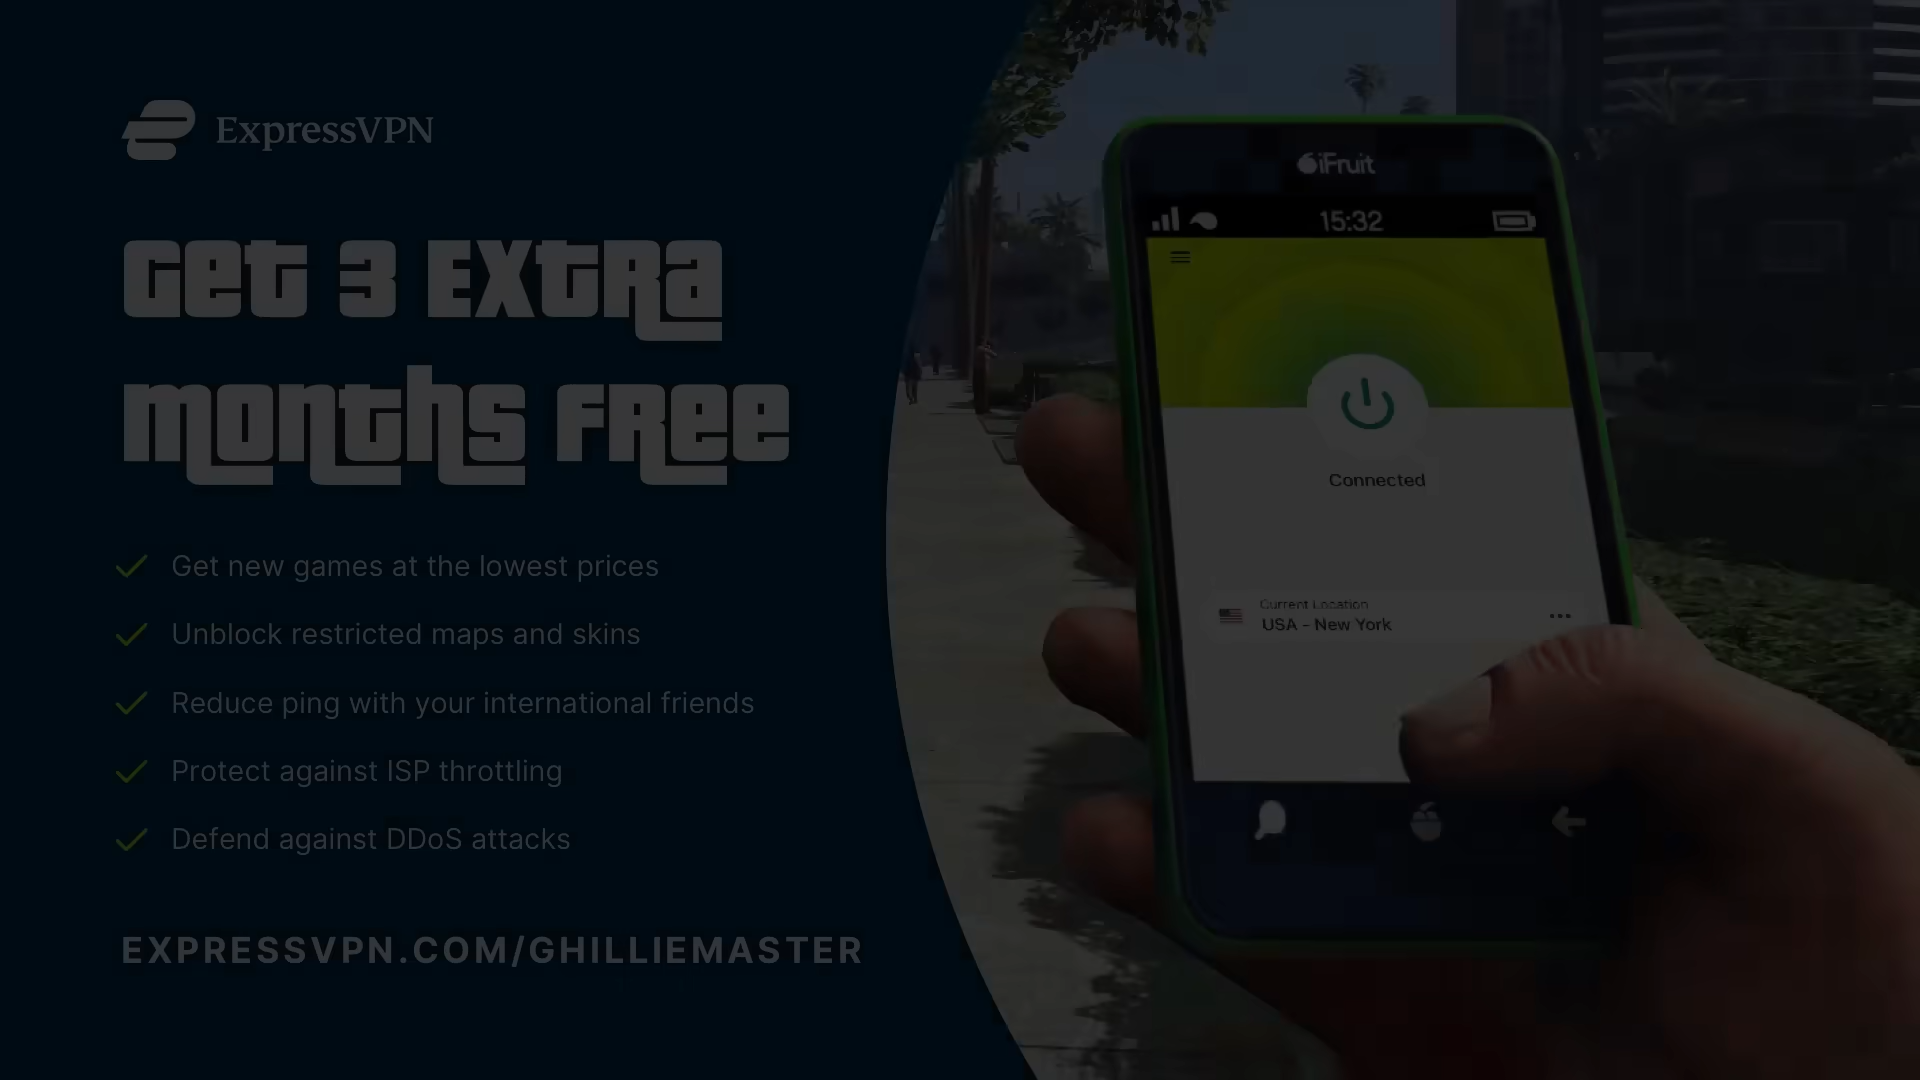 ExpressVPN
Get 3 Extra
months Free
Get new games at the lowest prices
Unblock restricted maps and skins
Reduce ping with your international friends
Protect against ISP throttling
Defend against DDoS attacks
EXPRESSVPN.COM/GHILLIEMASTER
iFruit
15:32
Connected
Current Location
USA - New York